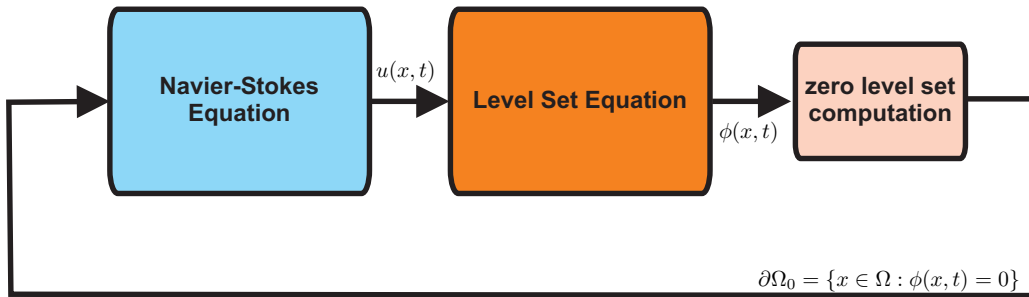 Navier-Stokes
Equation
u(x, t)
Level Set Equation
ϕ(x, t)
zero level set
computation
∂Ω₀ = {x ∈ Ω : ϕ(x, t) = 0}